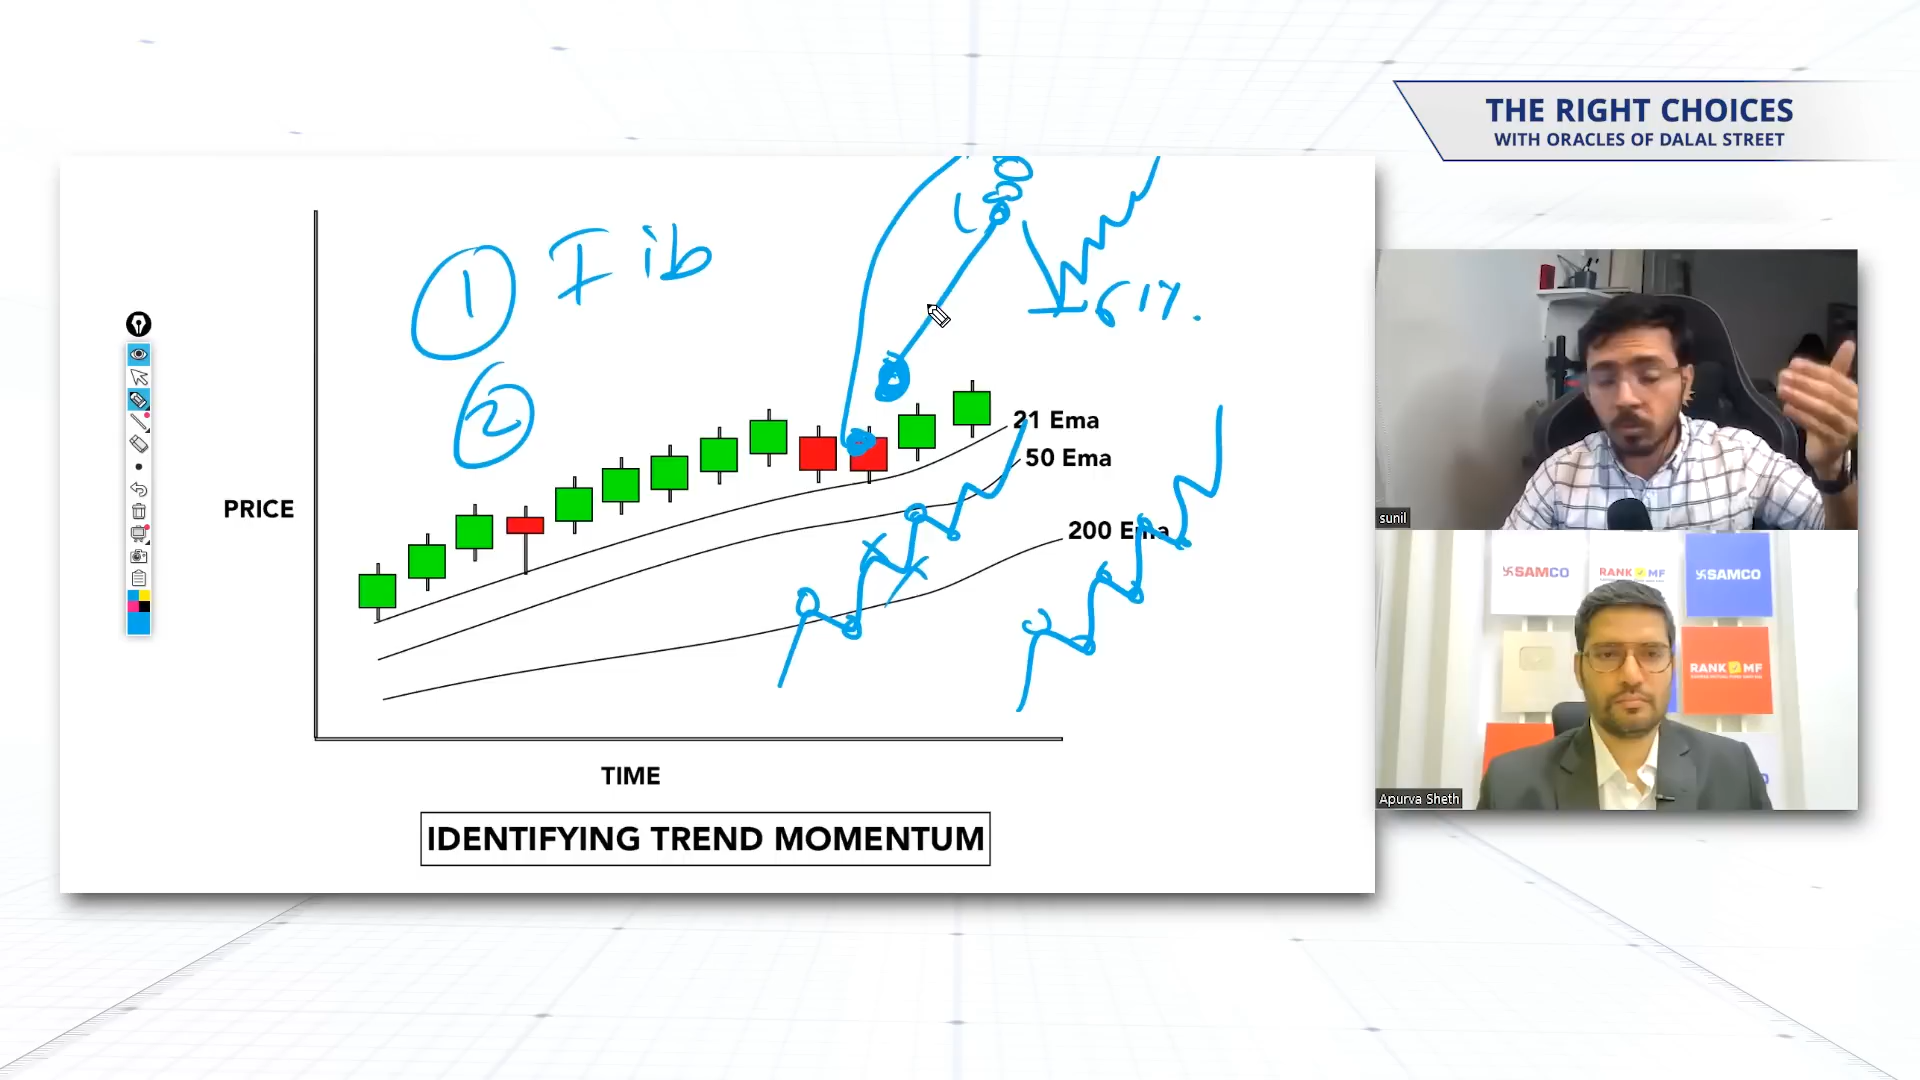 THE RIGHT CHOICES
WITH ORACLES OF DALAL STREET
1 Fib
2
61%.
21 Ema
50 Ema
200 Ema
PRICE
TIME
IDENTIFYING TREND MOMENTUM
sunil
SAMCO
RANK MF
SAMCO
RANK MF
Apurva Sheth